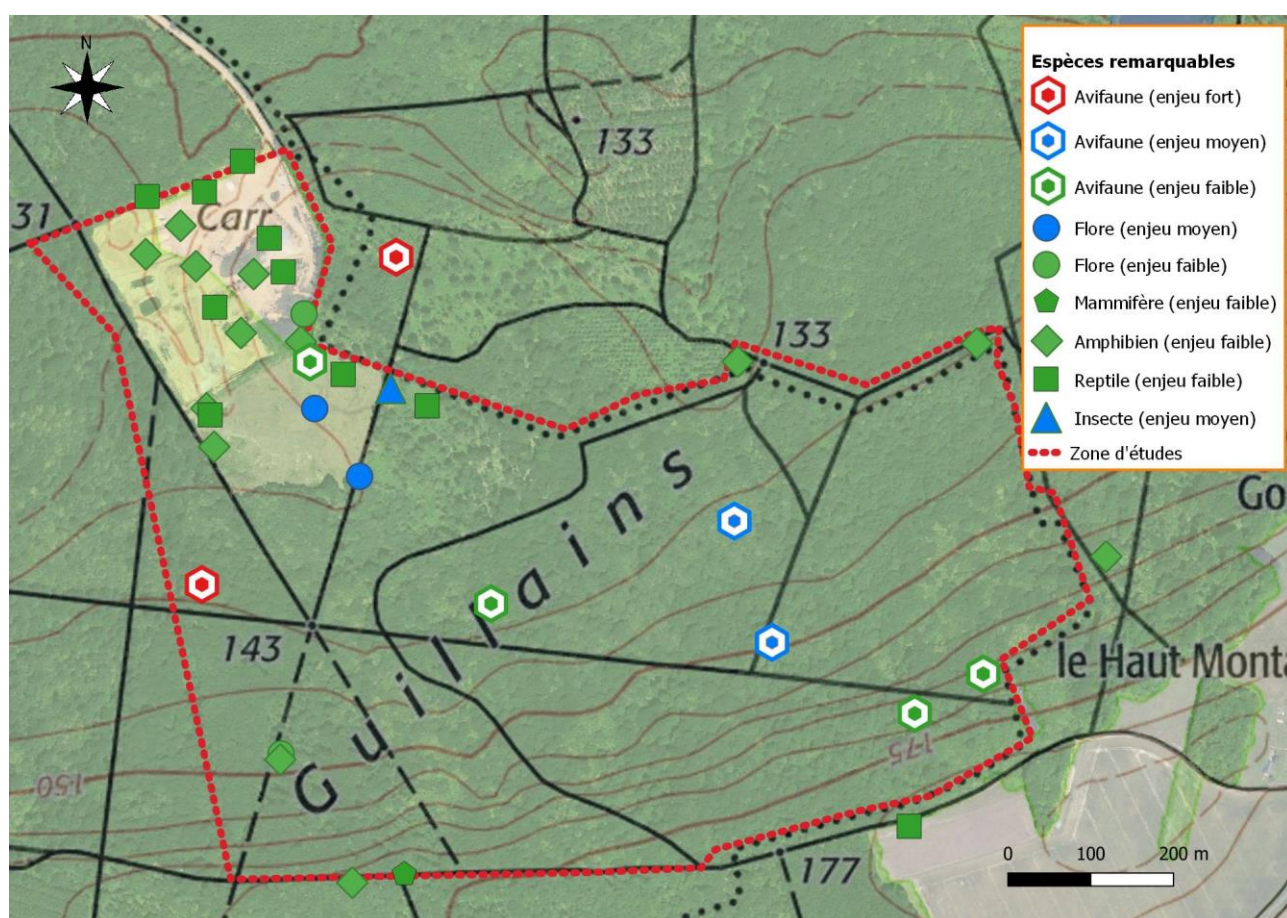 N
Espèces remarquables
Avifaune (enjeu fort)
Avifaune (enjeu moyen)
Avifaune (enjeu faible)
Flore (enjeu moyen)
Flore (enjeu faible)
Mammifère (enjeu faible)
Amphibien (enjeu faible)
Reptile (enjeu faible)
Insecte (enjeu moyen)
Zone d'études
133
31
Carr
133
Go
Guillains
143
le Haut Monta
175
150
177
0 100 200 m